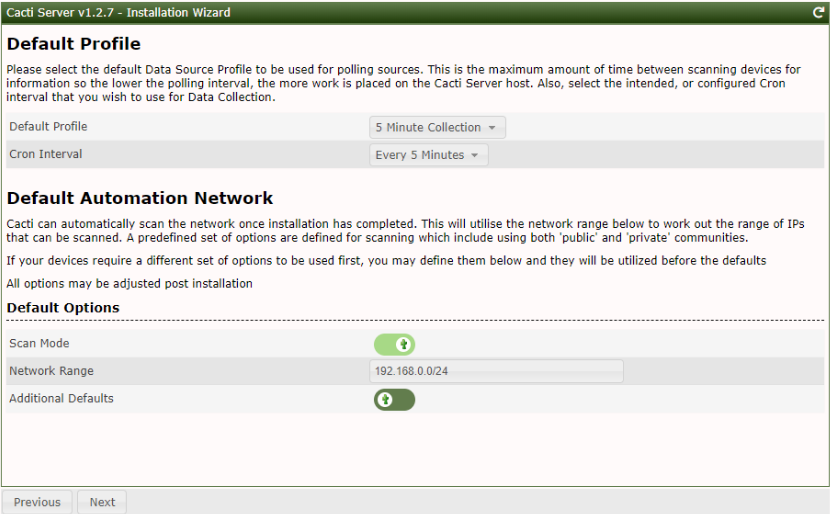 Cacti Server v1.2.7 - Installation Wizard
Default Profile
Please select the default Data Source Profile to be used for polling sources. This is the maximum amount of time between scanning devices for
information so the lower the polling interval, the more work is placed on the Cacti Server host. Also, select the intended, or configured Cron
interval that you wish to use for Data Collection.
Default Profile 5 Minute Collection
Cron Interval Every 5 Minutes
Default Automation Network
Cacti can automatically scan the network once installation has completed. This will utilise the network range below to work out the range of IPs
that can be scanned. A predefined set of options are defined for scanning which include using both 'public' and 'private' communities.
If your devices require a different set of options to be used first, you may define them below and they will be utilized before the defaults
All options may be adjusted post installation
Default Options
Scan Mode
Network Range 192.168.0.0/24
Additional Defaults
Previous Next